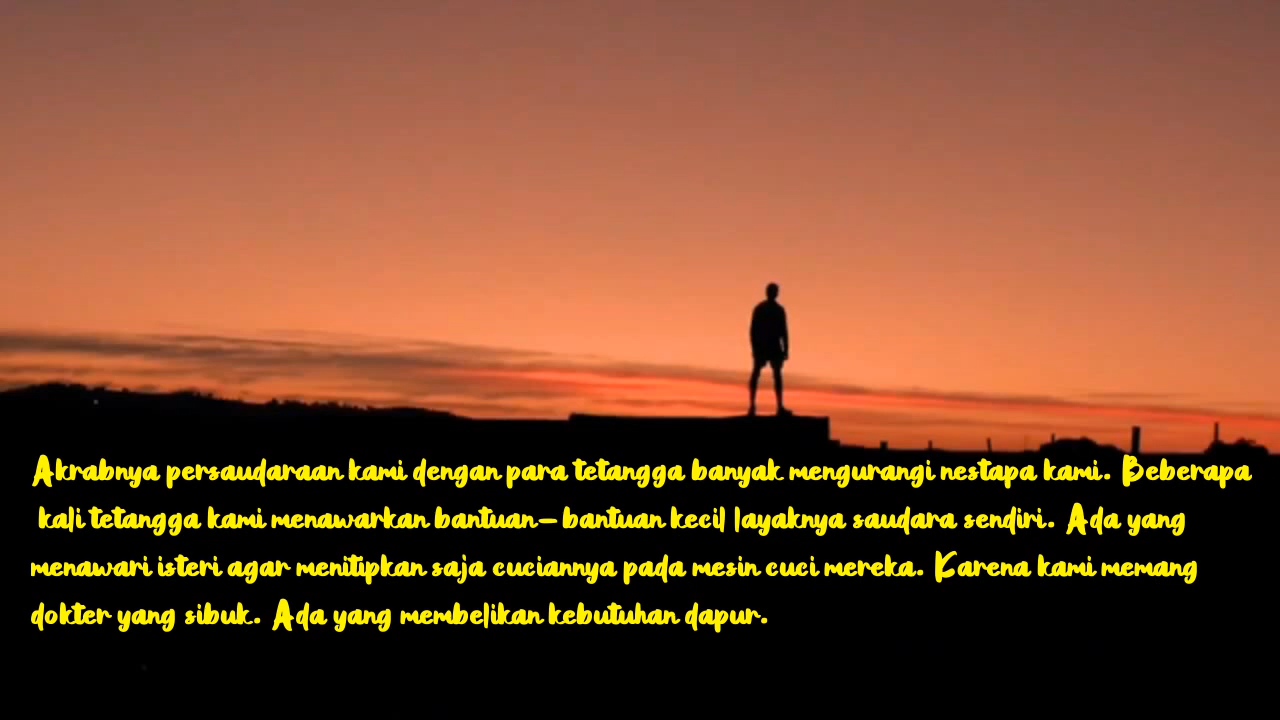 Akrabnya persaudaraan kami dengan para tetangga banyak mengurangi nestapa kami. Beberapa
kali tetangga kami menawarkan bantuan-bantuan kecil layaknya saudara sendiri. Ada yang
menawari isteri agar menitipkan saja cuciannya pada mesin cuci mereka. Karena kami memang
dokter yang sibuk. Ada yang membelikan kebutuhan dapur.